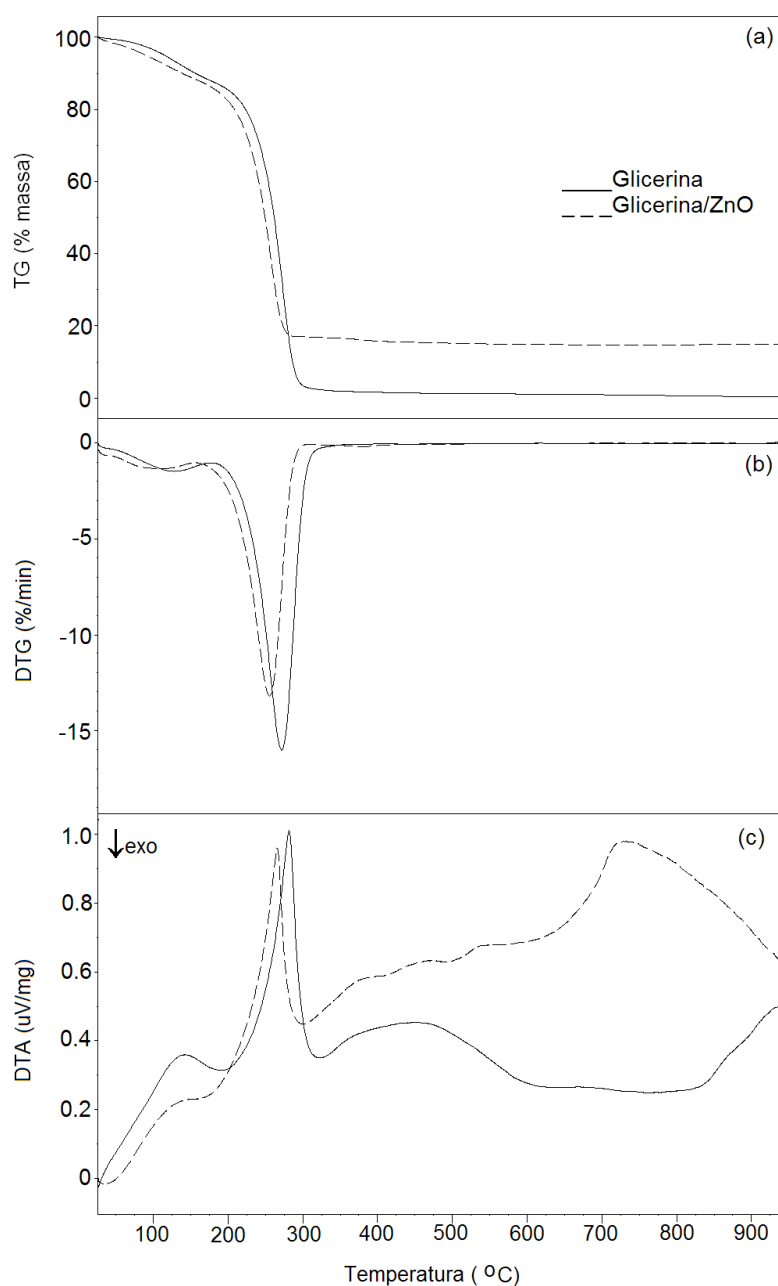 (a)
100
80
60
40
20
0
TG (% massa)
Glicerina
Glicerina/ZnO
(b)
0
-5
-10
-15
DTG (%/min)
(c)
↓exo
1.0
0.8
0.6
0.4
0.2
0
DTA (uV/mg)
100 200 300 400 500 600 700 800 900
Temperatura ( ºC)